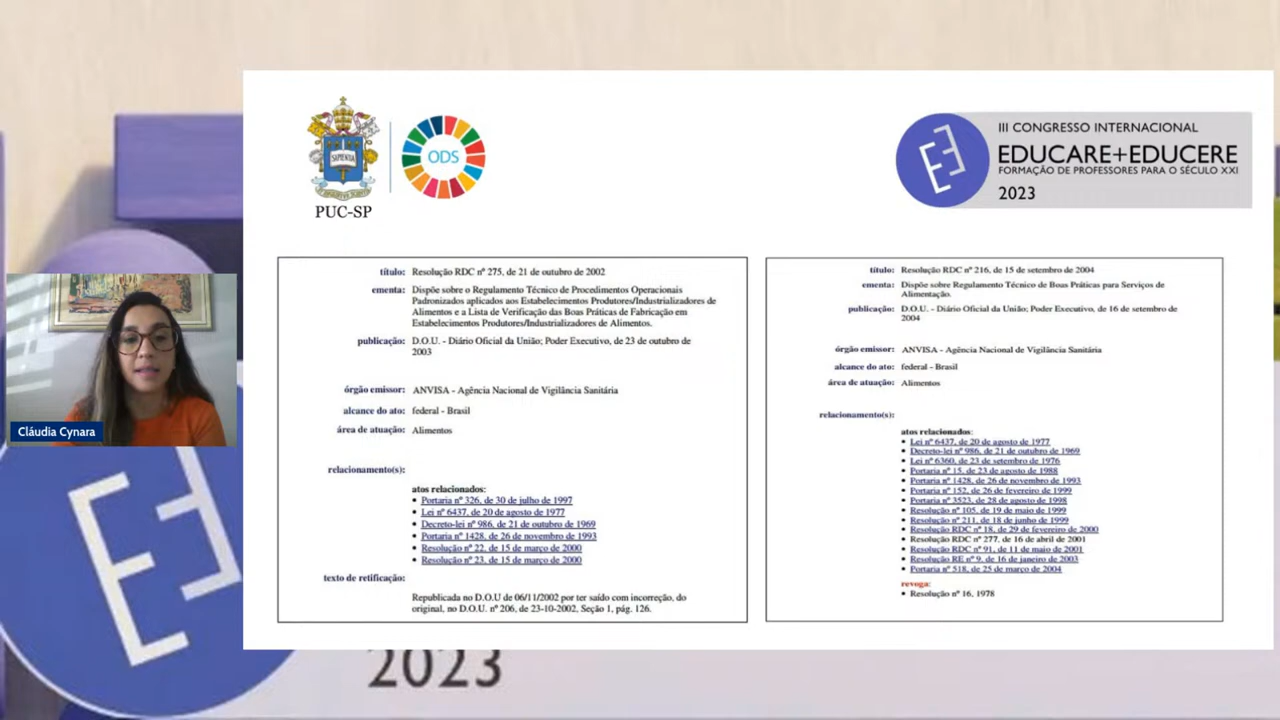 SAPIENTIA
PUC-SP
ODS
III CONGRESSO INTERNACIONAL
EDUCARE+EDUCERE
FORMAÇÃO DE PROFESSORES PARA O SÉCULO XXI
2023
título: Resolução RDC nº 275, de 21 de outubro de 2002
ementa: Dispõe sobre o Regulamento Técnico de Procedimentos Operacionais
Padronizados aplicados aos Estabelecimentos Produtores/Industrializadores de
Alimentos e a Lista de Verificação das Boas Práticas de Fabricação em
Estabelecimentos Produtores/Industrializadores de Alimentos.
publicação: D.O.U. - Diário Oficial da União; Poder Executivo, de 23 de outubro de
2003
órgão emissor: ANVISA - Agência Nacional de Vigilância Sanitária
alcance do ato: federal - Brasil
área de atuação: Alimentos
relacionamento(s):
atos relacionados:
• Portaria nº 326, de 30 de julho de 1997
• Lei nº 6437, de 20 de agosto de 1977
• Decreto-lei nº 986, de 21 de outubro de 1969
• Portaria nº 1428, de 26 de novembro de 1993
• Resolução nº 22, de 15 de março de 2000
• Resolução nº 23, de 15 de março de 2000
texto de retificação:
Republicada no D.O.U de 06/11/2002 por ter saído com incorreção, do
original, no D.O.U. nº 206, de 23-10-2002, Seção 1, pág. 126.
título: Resolução RDC nº 216, de 15 de setembro de 2004
ementa: Dispõe sobre Regulamento Técnico de Boas Práticas para Serviços de
Alimentação.
publicação: D.O.U. - Diário Oficial da União; Poder Executivo, de 16 de setembro de
2004
órgão emissor: ANVISA - Agência Nacional de Vigilância Sanitária
alcance do ato: federal - Brasil
área de atuação: Alimentos
relacionamento(s):
atos relacionados:
• Lei nº 6437, de 20 de agosto de 1977
• Decreto-lei nº 986, de 21 de outubro de 1969
• Lei nº 6360, de 23 de setembro de 1976
• Portaria nº 15, de 23 de agosto de 1988
• Portaria nº 1428, de 26 de novembro de 1993
• Portaria nº 152, de 26 de fevereiro de 1999
• Portaria nº 3523, de 28 de agosto de 1998
• Resolução nº 105, de 19 de maio de 1999
• Resolução nº 211, de 18 de junho de 1999
• Resolução RDC nº 18, de 29 de fevereiro de 2000
• Resolução RDC nº 277, de 16 de abril de 2001
• Resolução RDC nº 91, de 11 de maio de 2001
• Resolução RE nº 9, de 16 de janeiro de 2003
• Portaria nº 518, de 25 de março de 2004
revoga:
• Resolução nº 16, 1978
Cláudia Cynara
2023